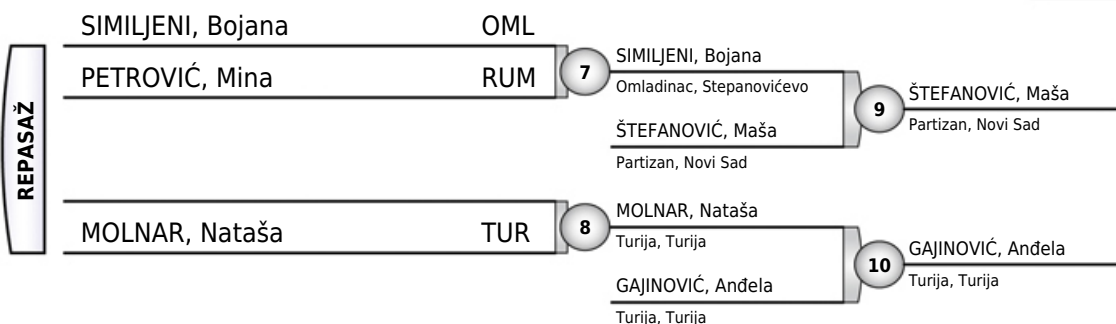 SIMILJENI, Bojana OML
PETROVIĆ, Mina RUM
REPASAŽ
7
SIMILJENI, Bojana
Omladinac, Stepanovićevo
ŠTEFANOVIĆ, Maša
Partizan, Novi Sad
9
ŠTEFANOVIĆ, Maša
Partizan, Novi Sad
MOLNAR, Nataša TUR
8
MOLNAR, Nataša
Turija, Turija
GAJINOVIĆ, Anđela
Turija, Turija
10
GAJINOVIĆ, Anđela
Turija, Turija